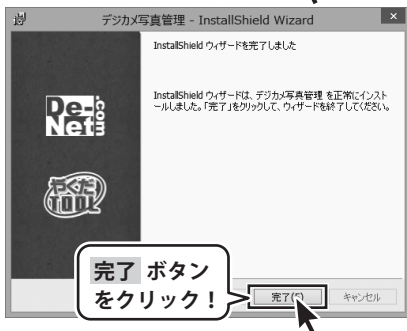 デジカメ写真管理 - InstallShield Wizard
InstallShield ウィザードを完了しました
InstallShield ウィザードは、デジカメ写真管理 を正常にインスト
ールしました。「完了」をクリックして、ウィザードを終了してください。
De-
Net.com
やくだち
TOOL
完了 ボタン
をクリック！
完了(F)
キャンセル